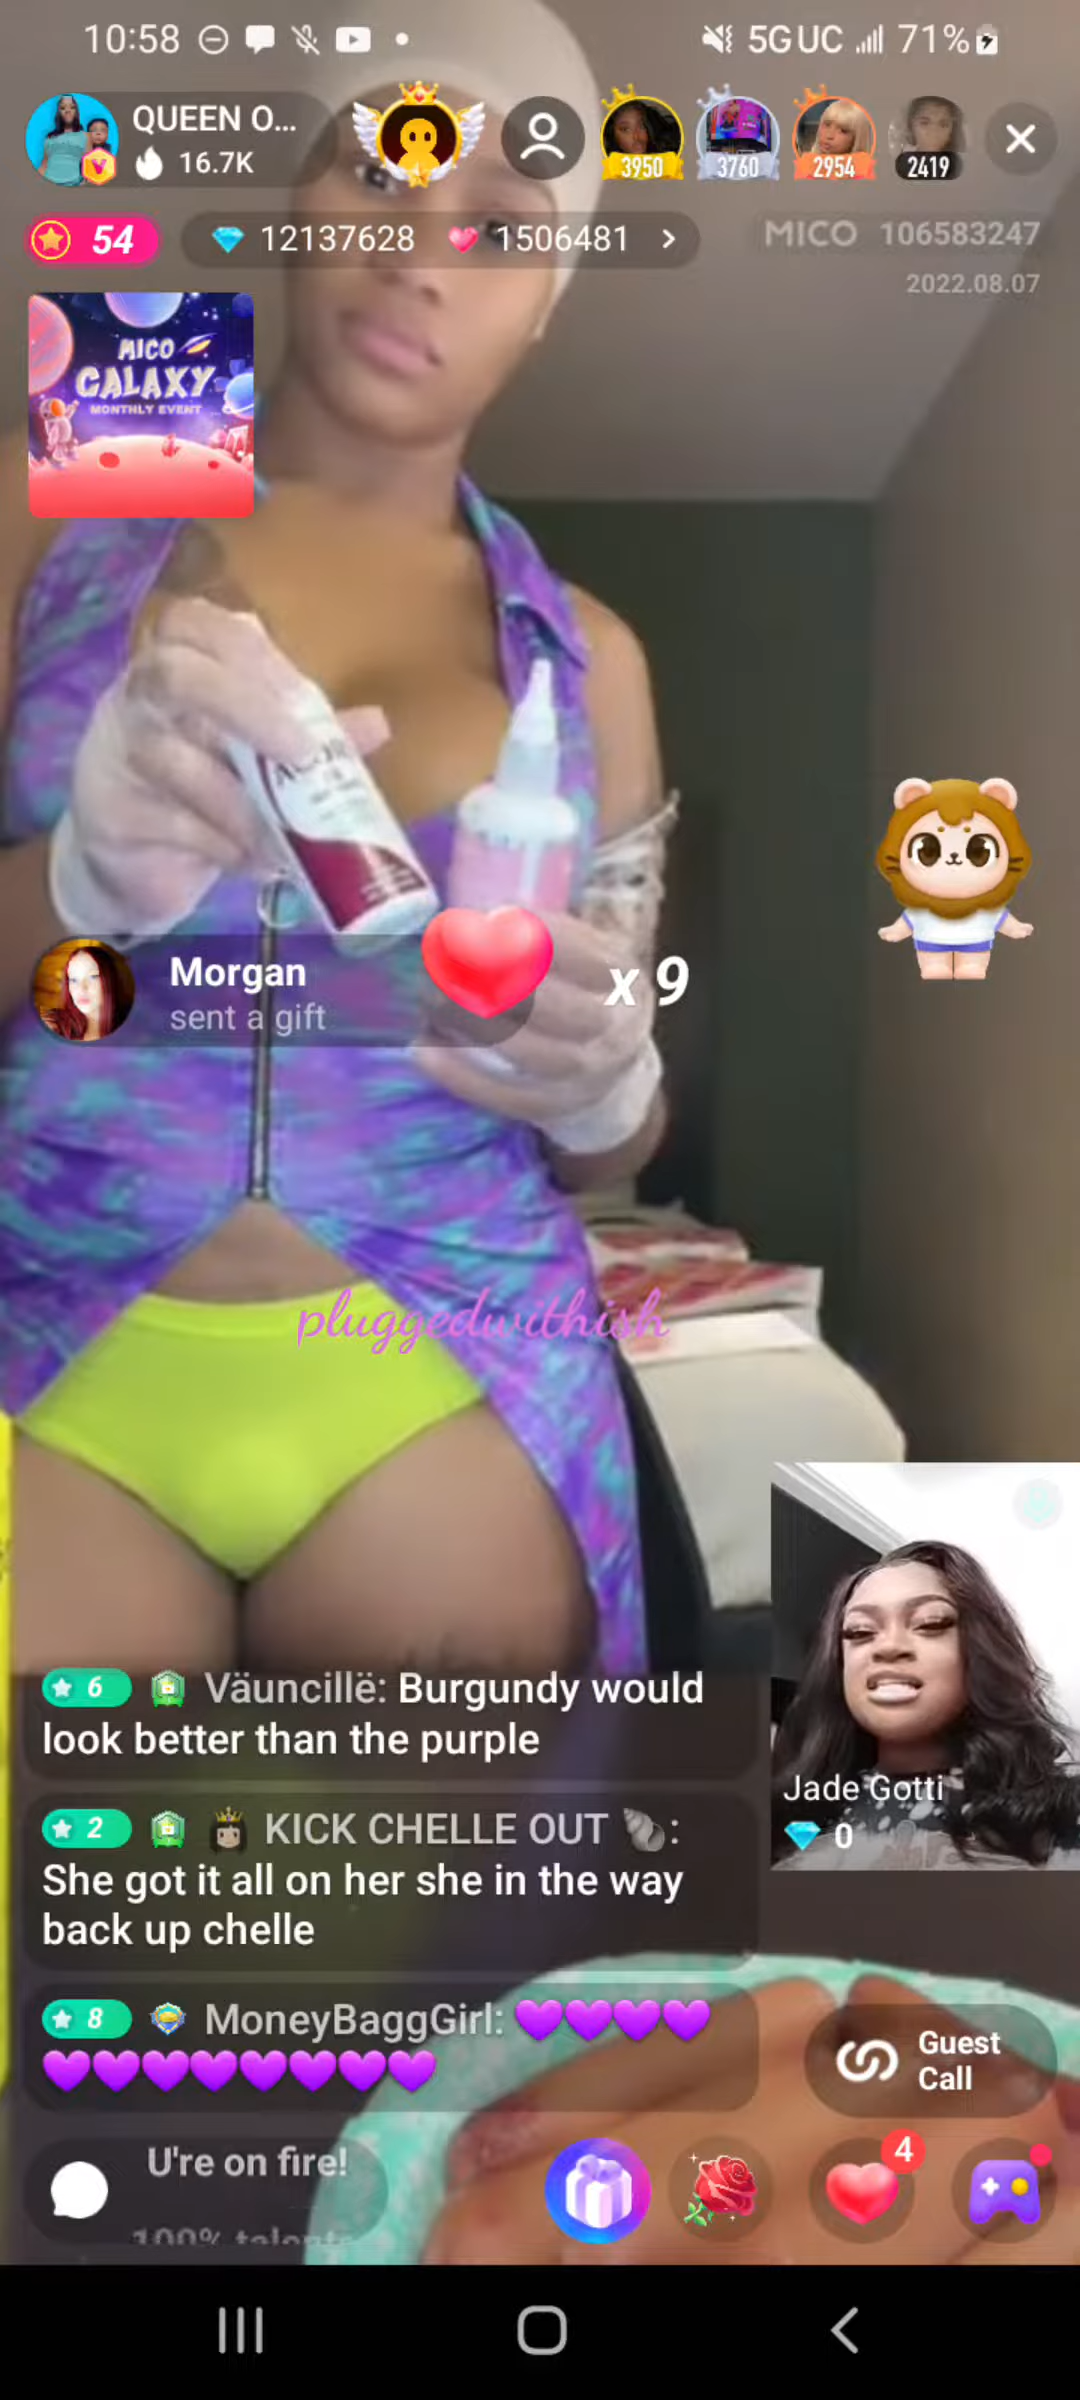 10:58
5G UC 71%
QUEEN O...
16.7K
3950
3760
2954
2419
54
12137628
1506481
MICO 106583247
2022.08.07
MICO
GALAXY
MONTHLY EVENT
Morgan
sent a gift
x 9
pluggedwithish
6 Väuncillë: Burgundy would
look better than the purple
Jade Gotti
0
2 KICK CHELLE OUT :
She got it all on her she in the way
back up chelle
8 MoneyBaggGirl: 💜💜💜💜
💜💜💜💜💜💜💜💜
Guest
Call
U're on fire!
100% talents
4